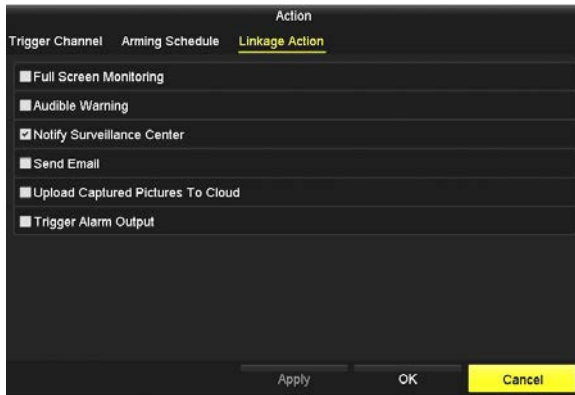 Action
Trigger Channel Arming Schedule Linkage Action
Full Screen Monitoring
Audible Warning
Notify Surveillance Center
Send Email
Upload Captured Pictures To Cloud
Trigger Alarm Output
Apply OK Cancel